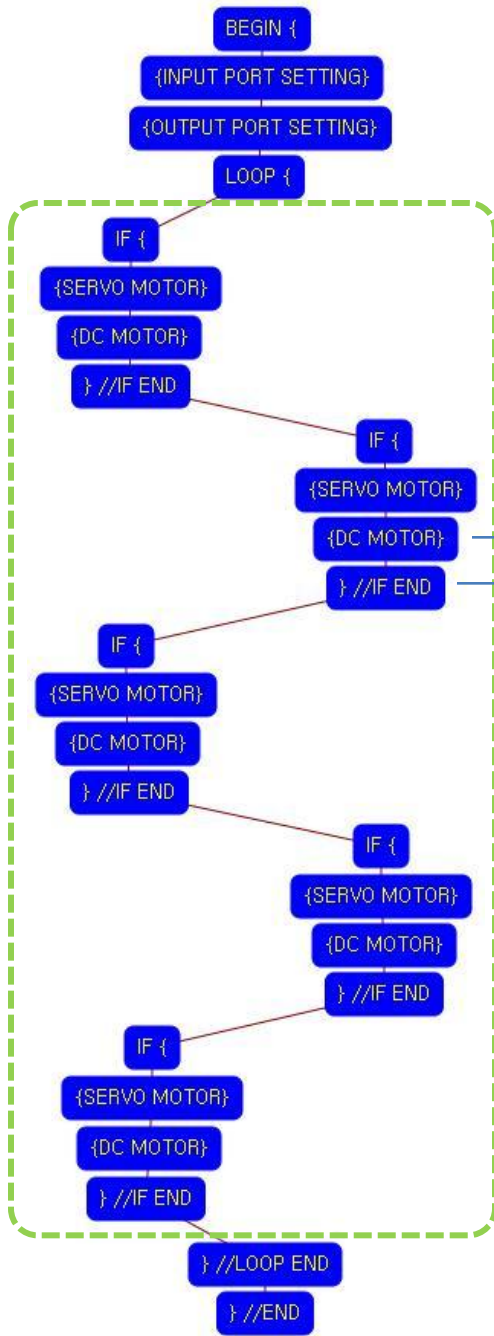 BEGIN {
{INPUT PORT SETTING}
{OUTPUT PORT SETTING}
LOOP {
IF {
{SERVO MOTOR}
{DC MOTOR}
} //IF END
IF {
{SERVO MOTOR}
{DC MOTOR}
} //IF END
IF {
{SERVO MOTOR}
{DC MOTOR}
} //IF END
IF {
{SERVO MOTOR}
{DC MOTOR}
} //IF END
IF {
{SERVO MOTOR}
{DC MOTOR}
} //IF END
} //LOOP END
} //END